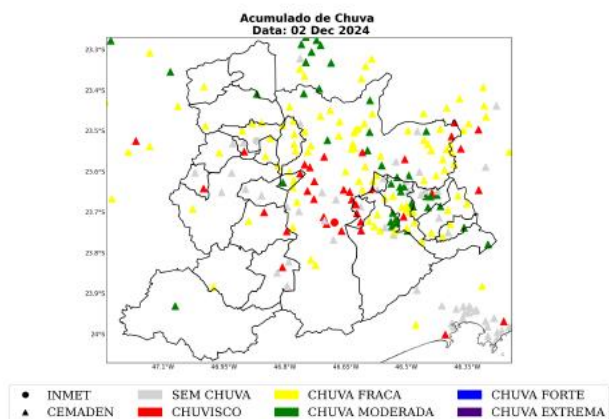 Acumulado de Chuva
Data: 02 Dec 2024
23.3°S
23.5°S
23.6°S
23.7°S
23.8°S
23.9°S
24°S
47.1°W
46.95°W
46.8°W
46.65°W
46.5°W
46.35°W
INMET
SEM CHUVA
CHUVA FRACA
CHUVA FORTE
CEMADEN
CHUVISCO
CHUVA MODERADA
CHUVA EXTREMA